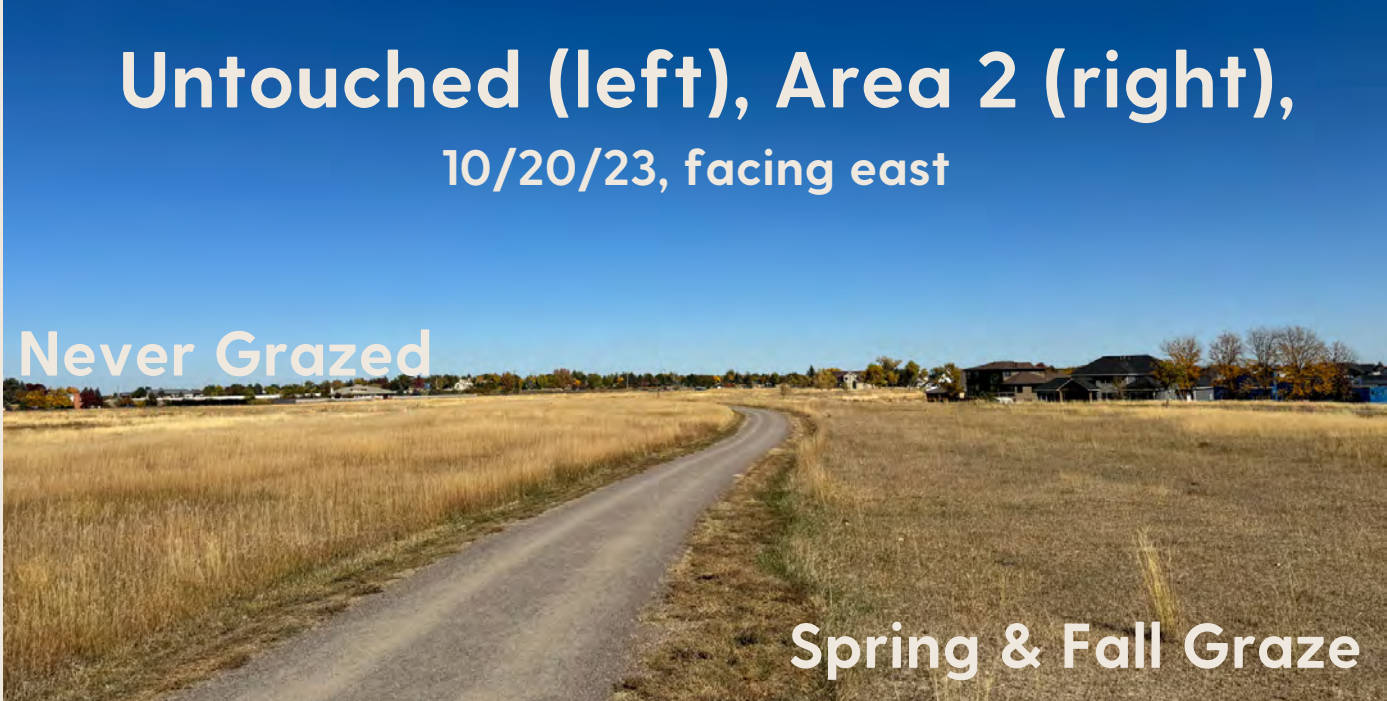 Untouched (left), Area 2 (right),
10/20/23, facing east
Never Grazed
Spring & Fall Graze